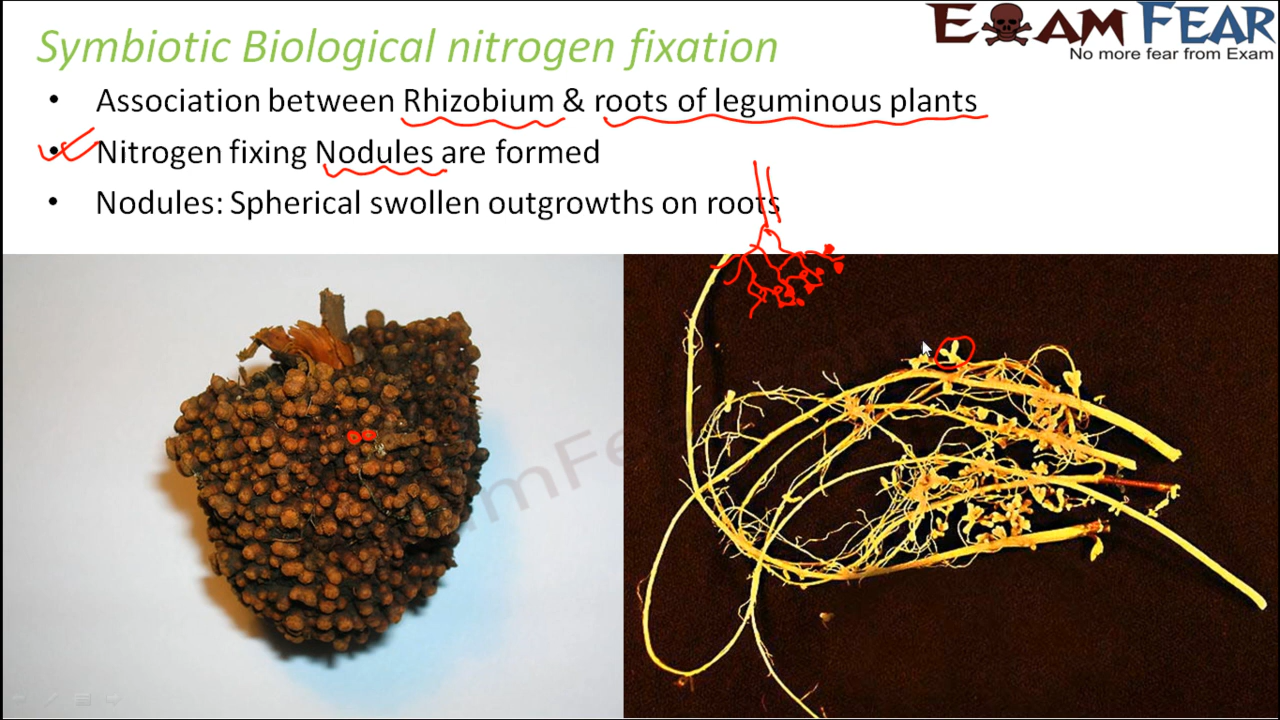 EXAM FEAR
No more fear from Exam
Symbiotic Biological nitrogen fixation
• Association between Rhizobium & roots of leguminous plants
• Nitrogen fixing Nodules are formed
• Nodules: Spherical swollen outgrowths on roots